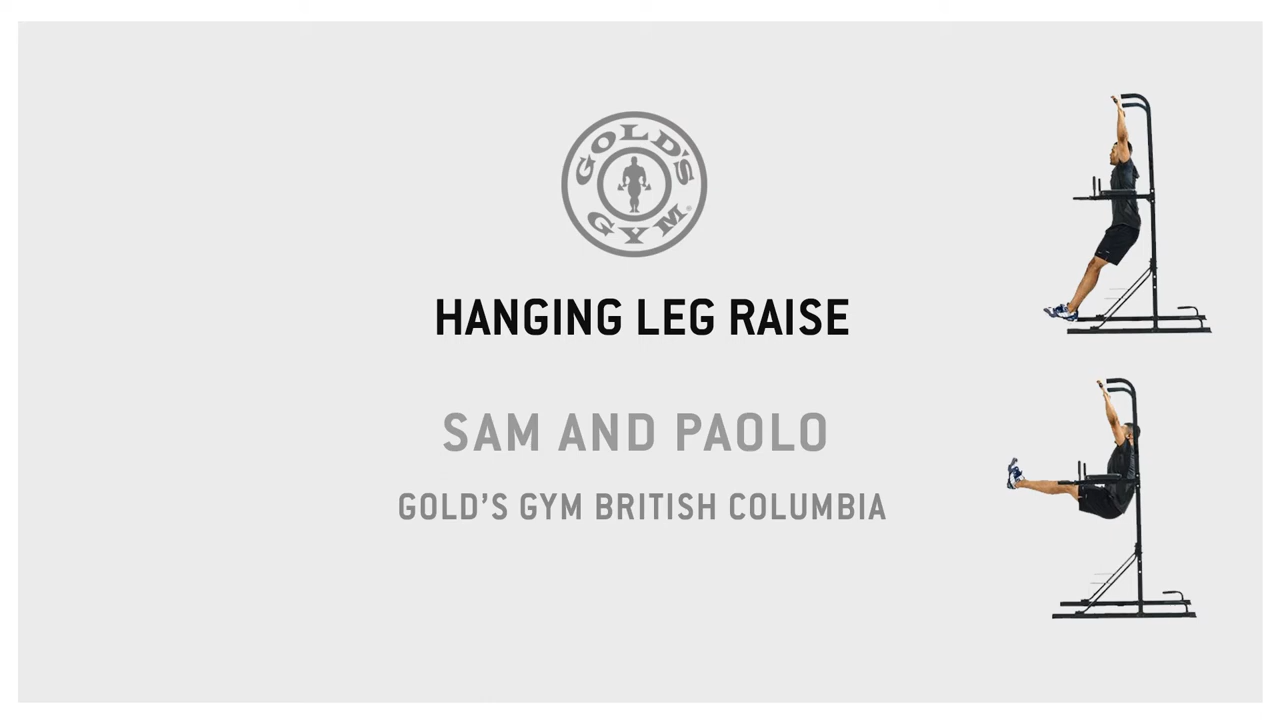 GOLD'S
GYM®
HANGING LEG RAISE
SAM AND PAOLO
GOLD'S GYM BRITISH COLUMBIA